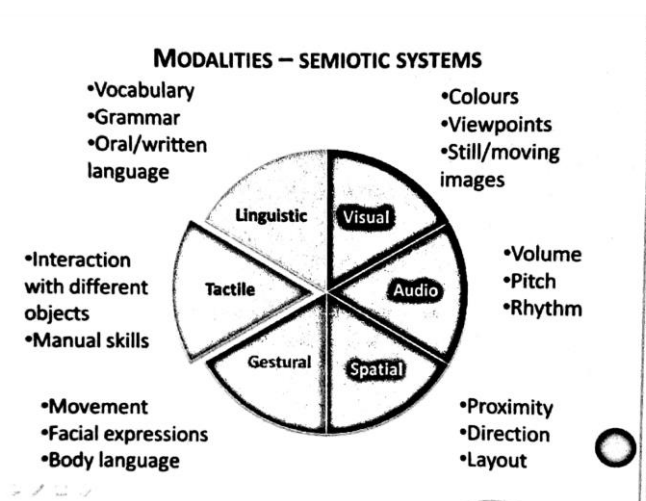 MODALITIES – SEMIOTIC SYSTEMS
•Vocabulary
•Grammar
•Oral/written
language
•Colours
•Viewpoints
•Still/moving
images
Linguistic
Visual
•Interaction
with different
objects
•Manual skills
Tactile
Audio
•Volume
•Pitch
•Rhythm
Gestural
Spatial
•Movement
•Facial expressions
•Body language
•Proximity
•Direction
•Layout